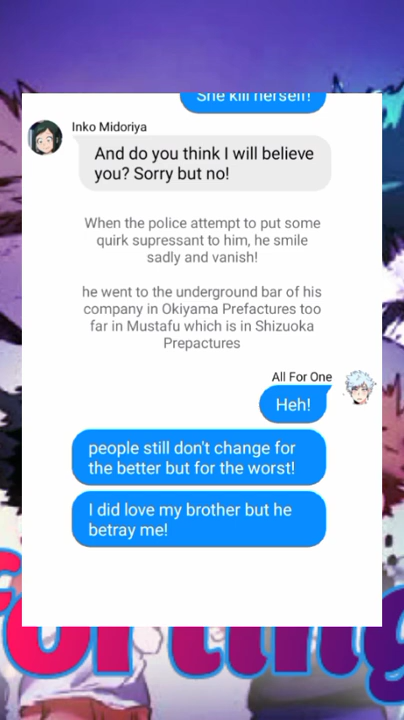 She kill herself!
Inko Midoriya
And do you think I will believe
you? Sorry but no!
When the police attempt to put some
quirk supressant to him, he smile
sadly and vanish!
he went to the underground bar of his
company in Okiyama Prefactures too
far in Mustafu which is in Shizuoka
Prepactures
All For One
Heh!
people still don't change for
the better but for the worst!
I did love my brother but he
betray me!